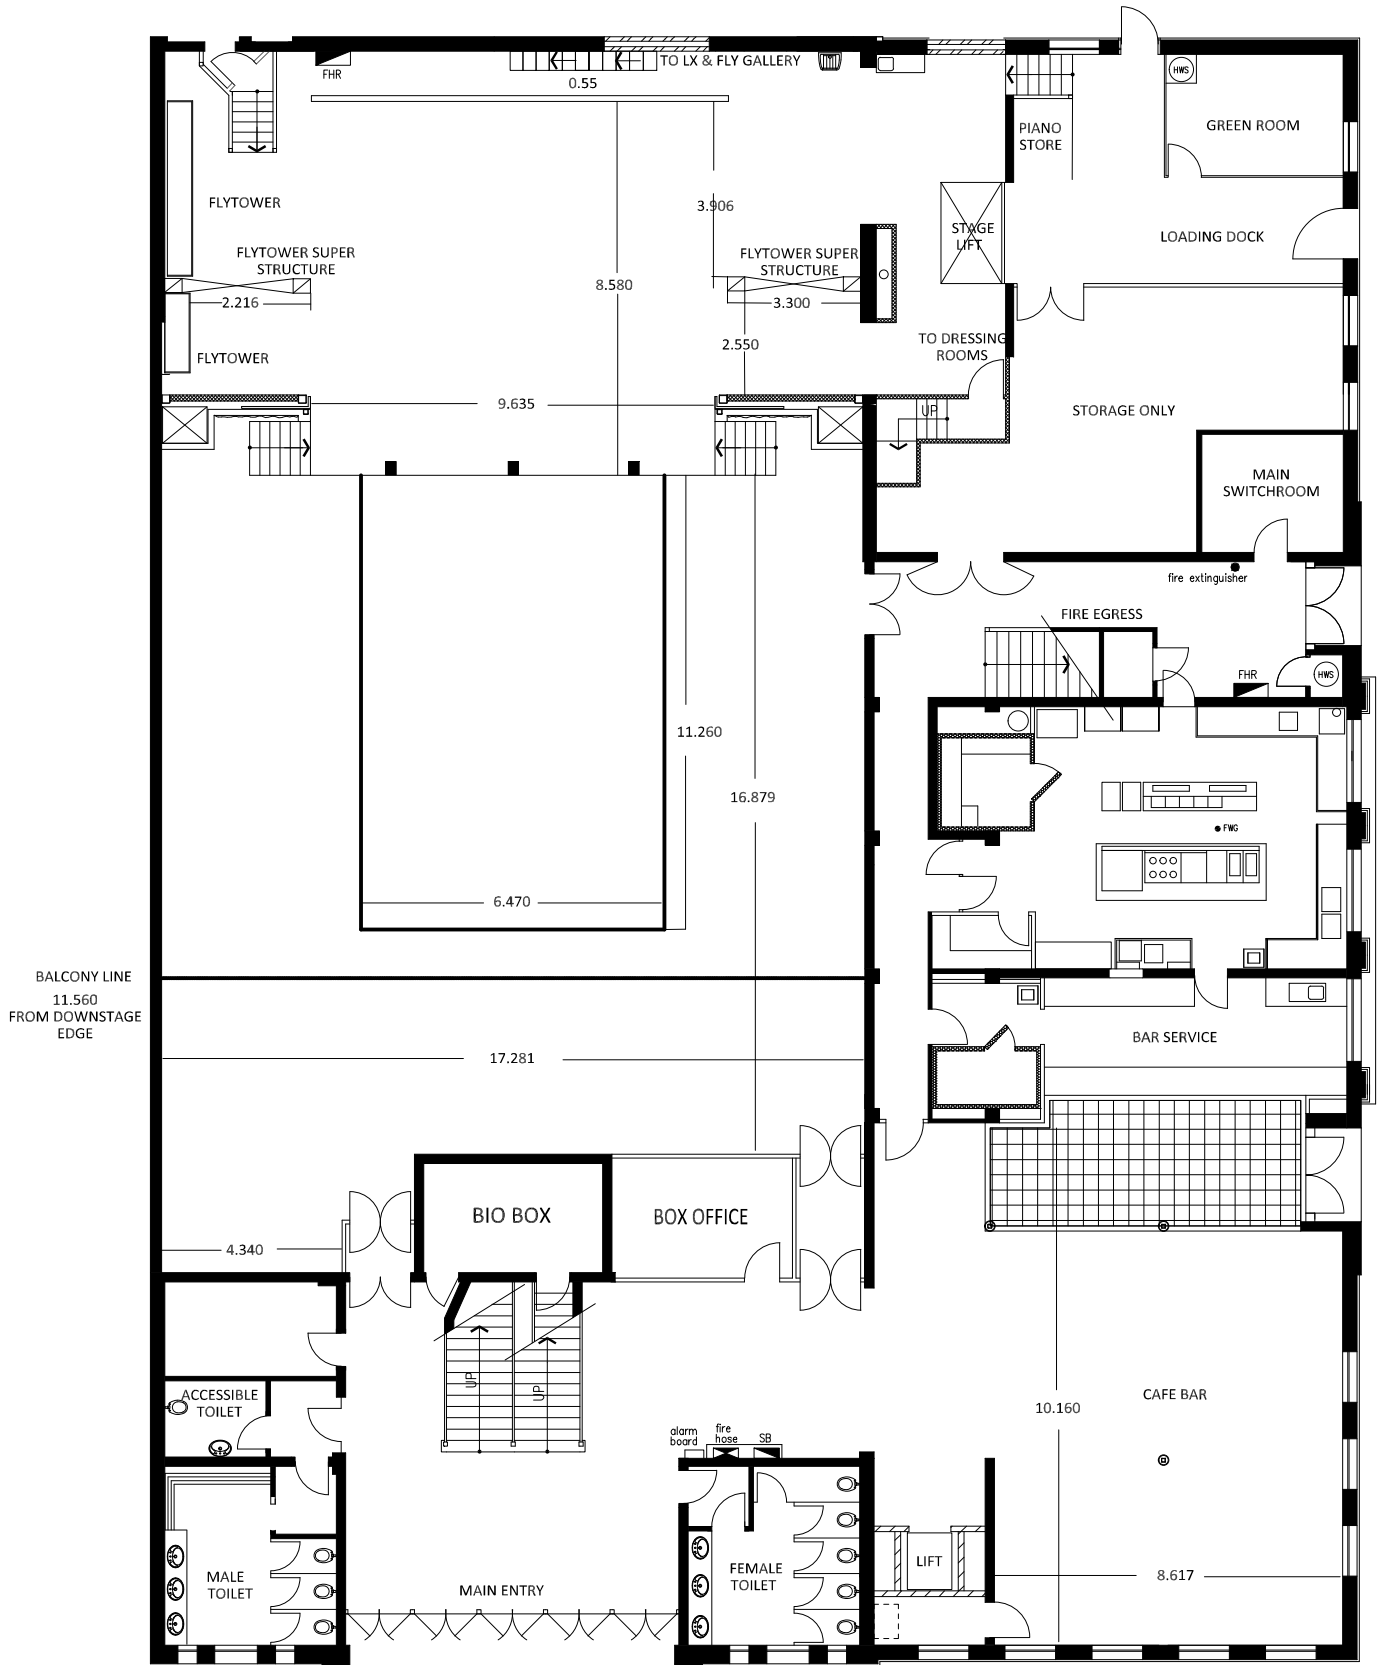 FHR
TO LX & FLY GALLERY
0.55
HWS
GREEN ROOM
PIANO
STORE
FLYTOWER
3.906
STAGE
LIFT
LOADING DOCK
FLYTOWER SUPER
STRUCTURE
FLYTOWER SUPER
STRUCTURE
8.580
2.216
3.300
2.550
TO DRESSING
ROOMS
FLYTOWER
9.635
UP
STORAGE ONLY
MAIN
SWITCHROOM
fire extinguisher
FIRE EGRESS
FHR
HWS
11.260
16.879
FWG
6.470
BALCONY LINE
11.560
FROM DOWNSTAGE
EDGE
17.281
BAR SERVICE
BIO BOX
BOX OFFICE
4.340
UP
UP
ACCESSIBLE
TOILET
CAFE BAR
10.160
alarm
board
fire
hose
SB
MALE
TOILET
MAIN ENTRY
FEMALE
TOILET
LIFT
8.617